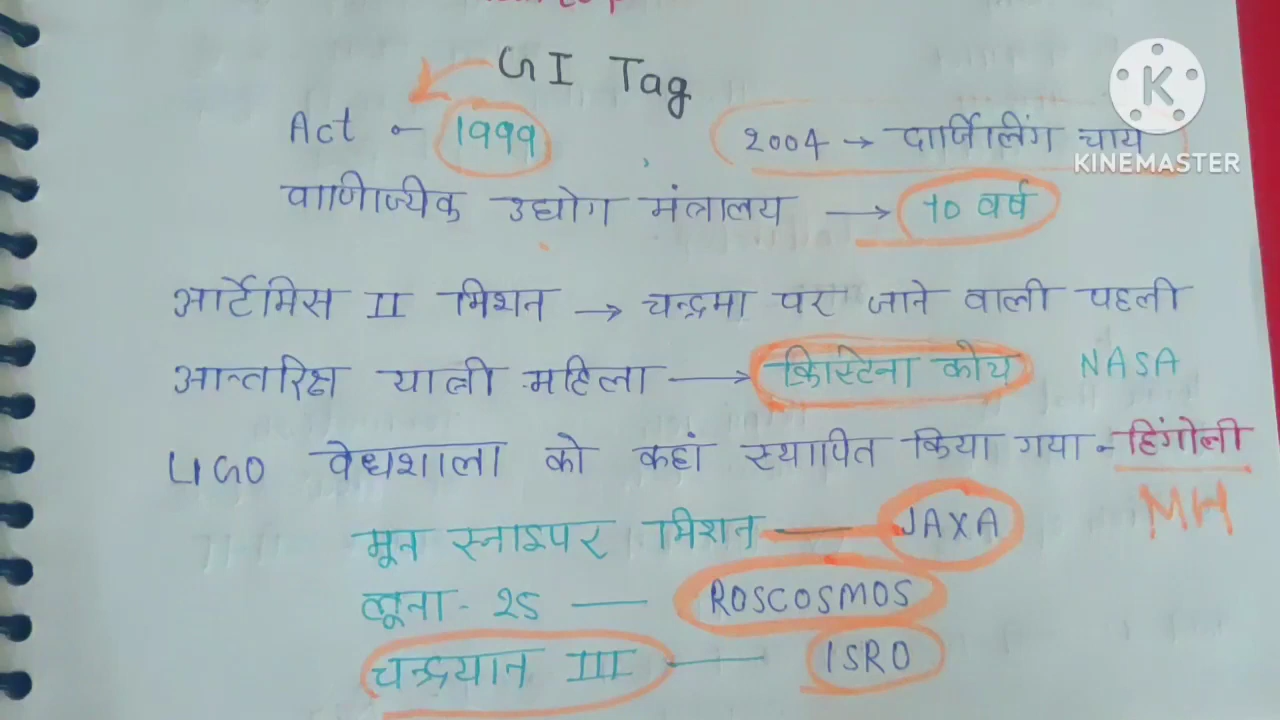 GI Tag
Act - 1999
2004 → दार्जिलिंग चाय
KINEMASTER
वाणिज्यिक उद्योग मंत्रालय → 10 वर्ष
आर्टेमिस II मिशन → चन्द्रमा पर जाने वाली पहली
आन्तरिक्ष यात्री महिला → क्रिस्टिना कोच NASA
LIGO वेधशाला को कहां स्थापित किया गया - हिंगोली
MH
मून स्नाइपर मिशन — JAXA
लूना - 25 — ROSCOSMOS
चन्द्रयान III — ISRO